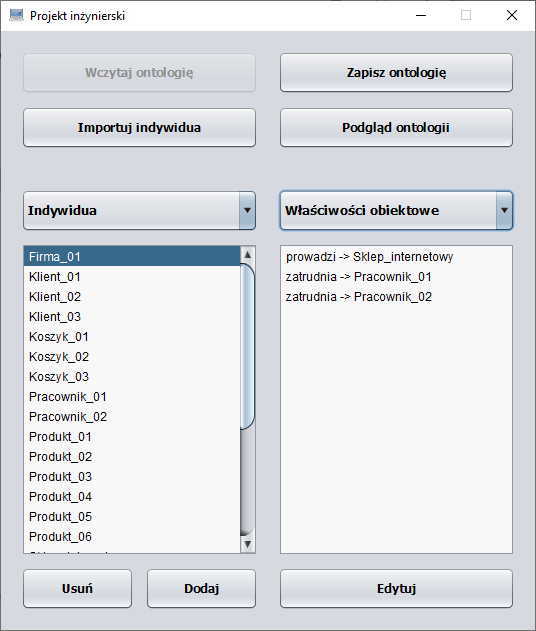 Projekt inżynierski
Wczytaj ontologię
Zapisz ontologię
Importuj indywidua
Podgląd ontologii
Indywidua
Właściwości obiektowe
Firma_01
Klient_01
Klient_02
Klient_03
Koszyk_01
Koszyk_02
Koszyk_03
Pracownik_01
Pracownik_02
Produkt_01
Produkt_02
Produkt_03
Produkt_04
Produkt_05
Produkt_06
prowadzi -> Sklep_internetowy
zatrudnia -> Pracownik_01
zatrudnia -> Pracownik_02
Usuń
Dodaj
Edytuj